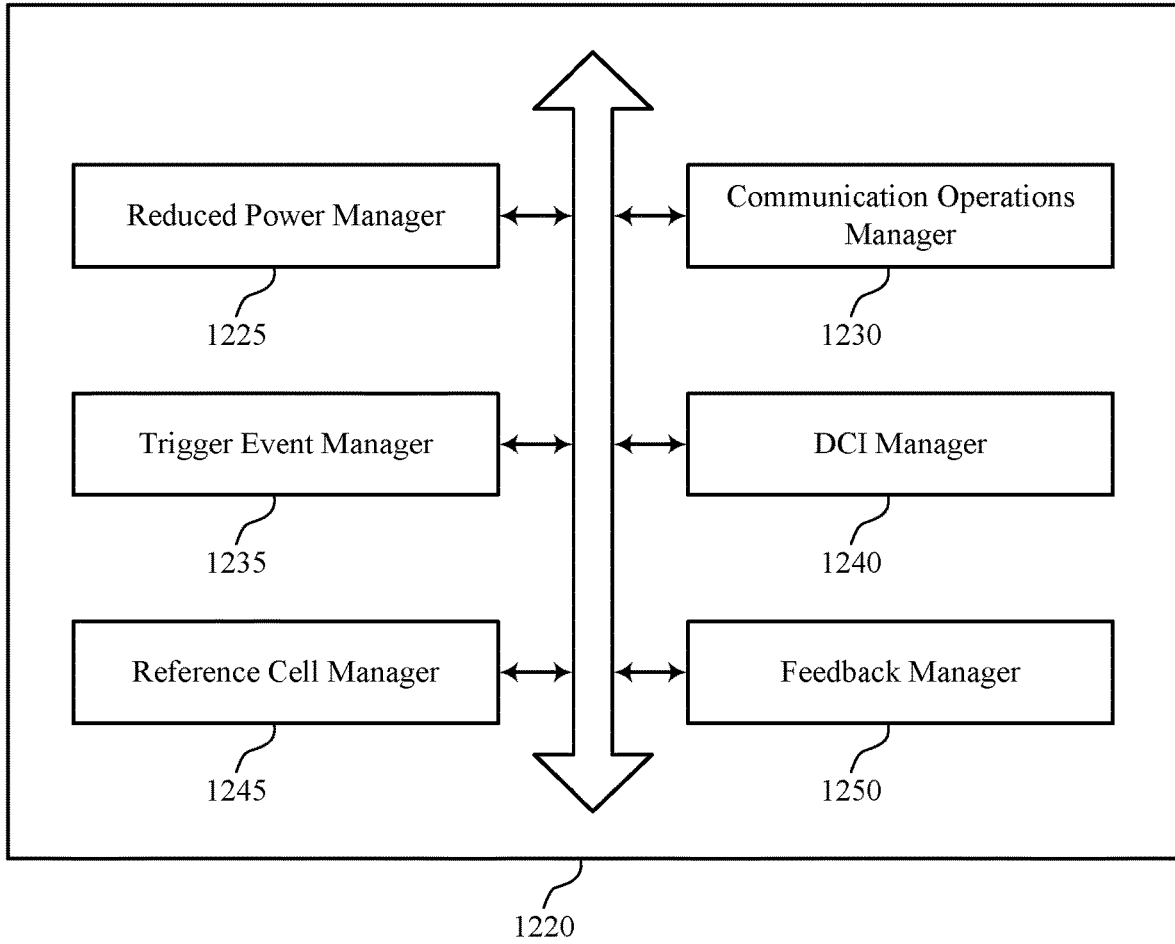 Reduced Power Manager
1225
Communication Operations
Manager
1230
Trigger Event Manager
1235
DCI Manager
1240
Reference Cell Manager
1245
Feedback Manager
1250
1220